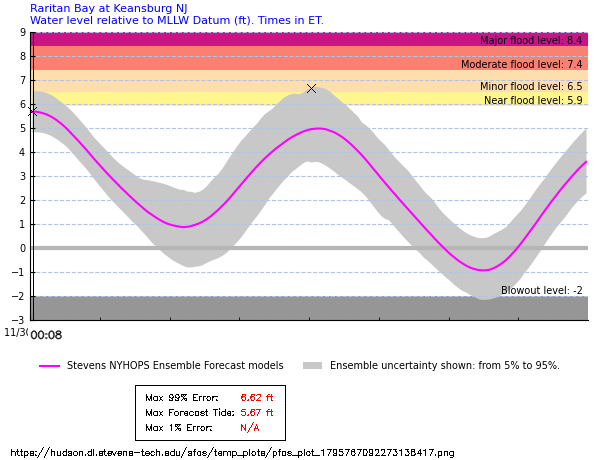 Raritan Bay at Keansburg NJ
Water level relative to MLLW Datum (ft). Times in ET.
9
Major flood level: 8.4
8
Moderate flood level: 7.4
7
Minor flood level: 6.5
Near flood level: 5.9
6
5
4
3
2
1
0
−1
Blowout level: -2
−2
−3
11/30 00:08
Stevens NYHOPS Ensemble Forecast models
Ensemble uncertainty shown: from 5% to 95%.
Max 99% Error: 6.62 ft
Max Forecast Tide: 5.67 ft
Max 1% Error: N/A
https://hudson.dl.stevens-tech.edu/sfas/temp_plots/pfas_plot_1795767092273138417.png